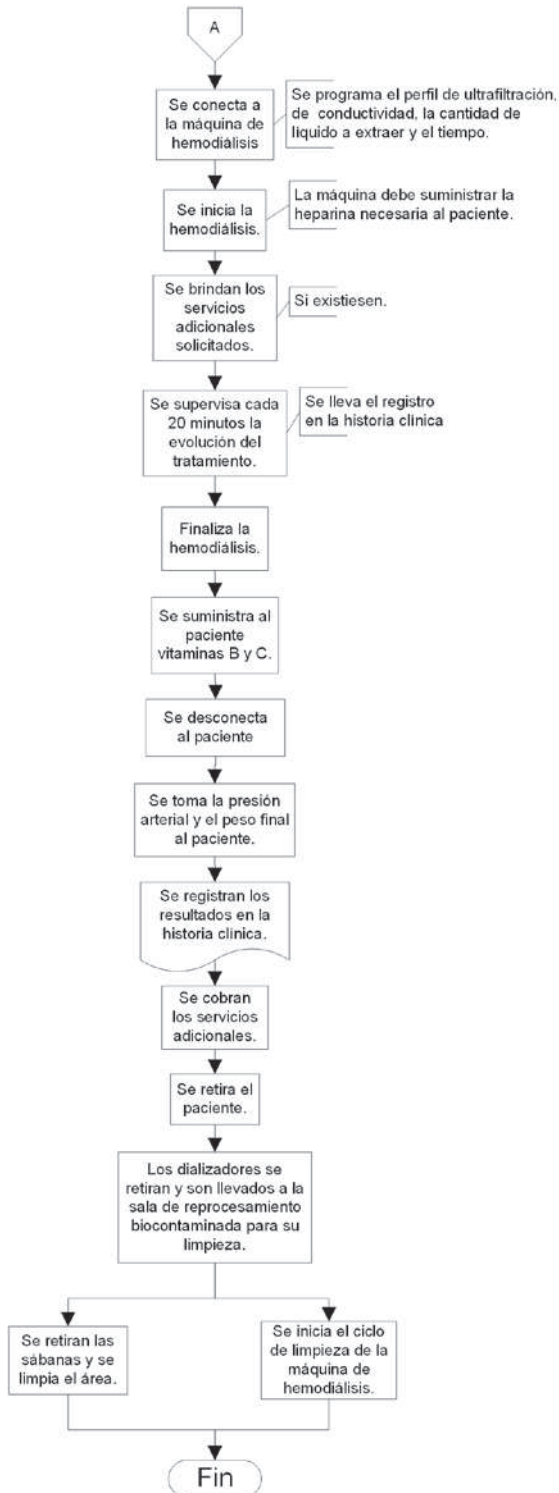 A
Se conecta a
la máquina de
hemodiálisis
Se programa el perfil de ultrafiltración,
de conductividad, la cantidad de
líquido a extraer y el tiempo.
Se inicia la
hemodiálisis.
La máquina debe suministrar la
heparina necesaria al paciente.
Se brindan los
servicios
adicionales
solicitados.
Si existiesen.
Se supervisa cada
20 minutos la
evolución del
tratamiento.
Se lleva el registro
en la historia clínica
Finaliza la
hemodiálisis.
Se suministra al
paciente
vitaminas B y C.
Se desconecta
al paciente
Se toma la presión
arterial y el peso final
al paciente.
Se registran los
resultados en la
historia clínica.
Se cobran
los servicios
adicionales.
Se retira el
paciente.
Los dializadores se
retiran y son llevados a la
sala de reprocesamiento
biocontaminada para su
limpieza.
Se retiran las
sábanas y se
limpia el área.
Se inicia el ciclo
de limpieza de la
máquina de
hemodiálisis.
Fin